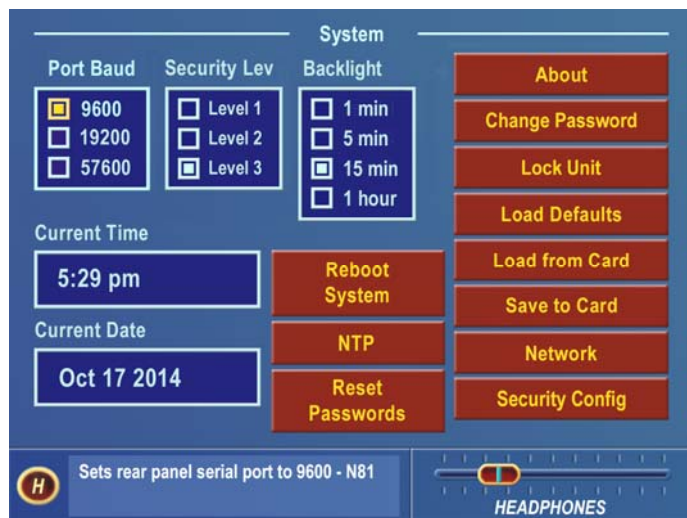 System
Port Baud
9600
19200
57600
Security Lev
Level 1
Level 2
Level 3
Backlight
1 min
5 min
15 min
1 hour
Current Time
5:29 pm
Current Date
Oct 17 2014
Reboot
System
NTP
Reset
Passwords
About
Change Password
Lock Unit
Load Defaults
Load from Card
Save to Card
Network
Security Config
H
Sets rear panel serial port to 9600 - N81
HEADPHONES